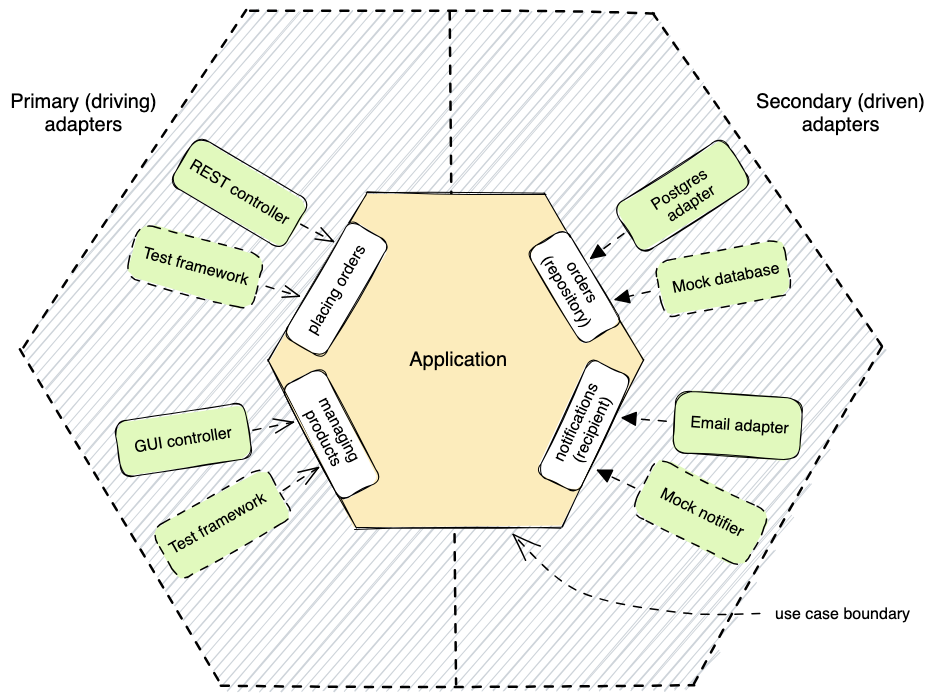 Primary (driving)
adapters
Secondary (driven)
adapters
REST controller
Test framework
placing orders
GUI controller
Test framework
managing
products
Application
orders
(repository)
notifications
(recipient)
Postgres
adapter
Mock database
Email adapter
Mock notifier
use case boundary